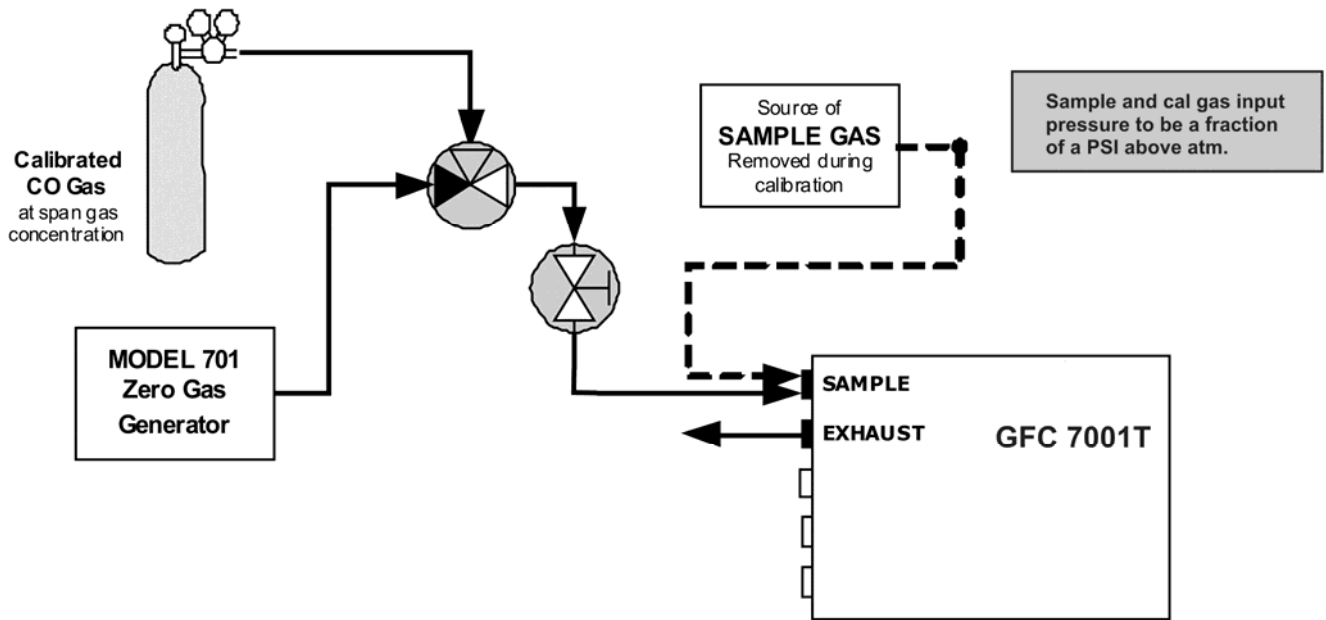 Calibrated
CO Gas
at span gas
concentration
MODEL 701
Zero Gas
Generator
Source of
SAMPLE GAS
Removed during
calibration
Sample and cal gas input
pressure to be a fraction
of a PSI above atm.
SAMPLE
EXHAUST
GFC 7001T